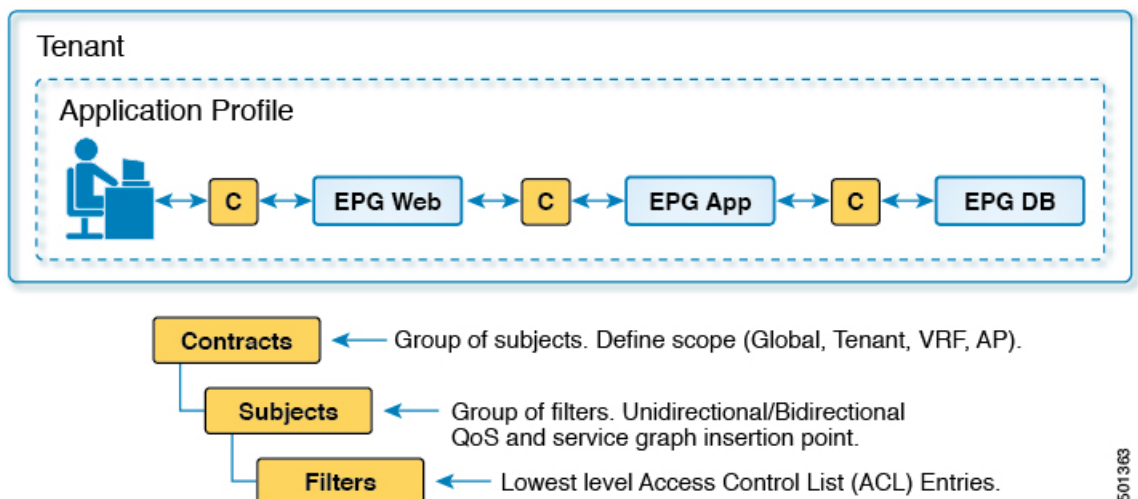 Tenant
Application Profile
C
EPG Web
C
EPG App
C
EPG DB
Contracts
Group of subjects. Define scope (Global, Tenant, VRF, AP).
Subjects
Group of filters. Unidirectional/Bidirectional
QoS and service graph insertion point.
Filters
Lowest level Access Control List (ACL) Entries.
501363